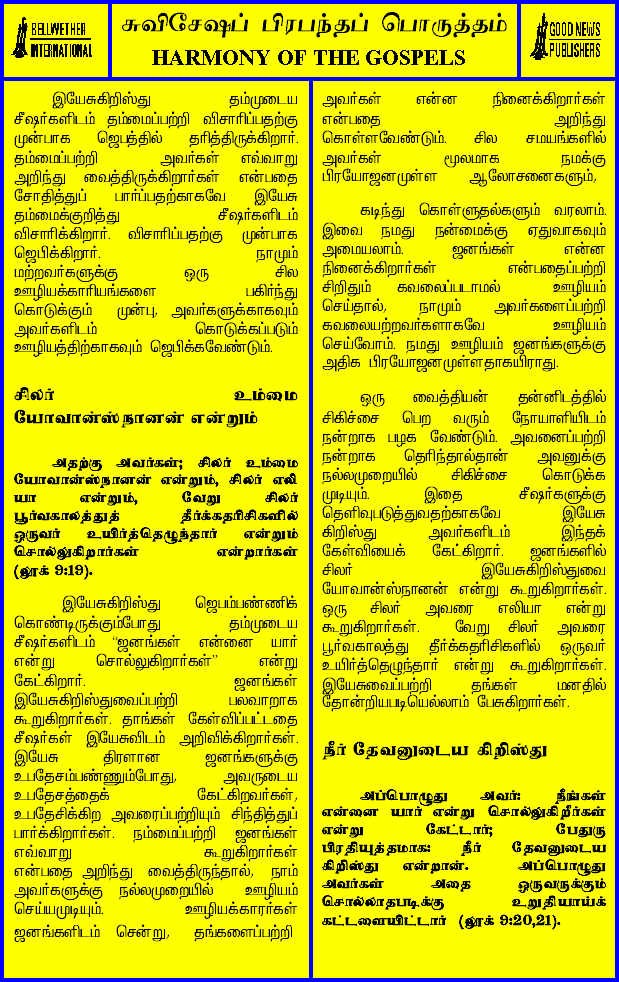 BELLWETHER
INTERNATIONAL
சுவிசேஷப் பிரபந்தப் பொருத்தம்
HARMONY OF THE GOSPELS
GOOD NEWS
PUBLISHERS
இயேசுகிறிஸ்து தம்முடைய
சீஷர்களிடம் தம்மைப்பற்றி விசாரிப்பதற்கு
முன்பாக ஜெபத்தில் தரித்திருக்கிறார்.
தம்மைப்பற்றி அவர்கள் எவ்வாறு
அறிந்து வைத்திருக்கிறார்கள் என்பதை
சோதித்துப் பார்ப்பதற்காகவே இயேசு
தம்மைக்குறித்து சீஷர்களிடம்
விசாரிக்கிறார். விசாரிப்பதற்கு முன்பாக
ஜெபிக்கிறார். நாமும்
மற்றவர்களுக்கு ஒரு சில
ஊழியக்காரியங்களை பகிர்ந்து
கொடுக்கும் முன்பு, அவர்களுக்காகவும்
அவர்களிடம் கொடுக்கப்படும்
ஊழியத்திற்காகவும் ஜெபிக்கவேண்டும்.
சிலர் உம்மை
யோவான்ஸ்நானன் என்றும்
அதற்கு அவர்கள்; சிலர் உம்மை
யோவான்ஸ்நானன் என்றும், சிலர் எலி
யா என்றும், வேறு சிலர்
பூர்வகாலத்துத் தீர்க்கதரிசிகளில்
ஒருவர் உயிர்த்தெழுந்தார் என்றும்
சொல்லுகிறார்கள் என்றார்கள்
(லூக் 9:19).
இயேசுகிறிஸ்து ஜெபம்பண்ணிக்
கொண்டிருக்கும்போது தம்முடைய
சீஷர்களிடம் “ஜனங்கள் என்னை யார்
என்று சொல்லுகிறார்கள்” என்று
கேட்கிறார். ஜனங்கள்
இயேசுகிறிஸ்துவைப்பற்றி பலவாறாக
கூறுகிறார்கள். தாங்கள் கேள்விப்பட்டதை
சீஷர்கள் இயேசுவிடம் அறிவிக்கிறார்கள்.
இயேசு திரளான ஜனங்களுக்கு
உபதேசம்பண்ணும்போது, அவருடைய
உபதேசத்தைக் கேட்கிறவர்கள்,
உபதேசிக்கிற அவரைப்பற்றியும் சிந்தித்துப்
பார்க்கிறார்கள். நம்மைப்பற்றி ஜனங்கள்
எவ்வாறு கூறுகிறார்கள்
என்பதை அறிந்து வைத்திருந்தால், நாம்
அவர்களுக்கு நல்லமுறையில் ஊழியம்
செய்யமுடியும். ஊழியக்காரர்கள்
ஜனங்களிடம் சென்று, தங்களைப்பற்றி
அவர்கள் என்ன நினைக்கிறார்கள்
என்பதை அறிந்து
கொள்ளவேண்டும். சில சமயங்களில்
அவர்கள் மூலமாக நமக்கு
பிரயோஜனமுள்ள ஆலோசனைகளும்,
கடிந்து கொள்ளுதல்களும் வரலாம்.
இவை நமது நன்மைக்கு ஏதுவாகவும்
அமையலாம். ஜனங்கள் என்ன
நினைக்கிறார்கள் என்பதைப்பற்றி
சிறிதும் கவலைப்படாமல் ஊழியம்
செய்தால், நாமும் அவர்களைப்பற்றி
கவலையற்றவர்களாகவே ஊழியம்
செய்வோம். நமது ஊழியம் ஜனங்களுக்கு
அதிக பிரயோஜனமுள்ளதாகயிராது.
ஒரு வைத்தியன் தன்னிடத்தில்
சிகிச்சை பெற வரும் நோயாளியிடம்
நன்றாக பழக வேண்டும். அவனைப்பற்றி
நன்றாக தெரிந்தால்தான் அவனுக்கு
நல்லமுறையில் சிகிச்சை கொடுக்க
முடியும். இதை சீஷர்களுக்கு
தெளிவுபடுத்துவதற்காகவே இயேசு
கிறிஸ்து அவர்களிடம் இந்தக்
கேள்வியைக் கேட்கிறார். ஜனங்களில்
சிலர் இயேசுகிறிஸ்துவை
யோவான்ஸ்நானன் என்று கூறுகிறார்கள்.
ஒரு சிலர் அவரை எலியா என்று
கூறுகிறார்கள். வேறு சிலர் அவரை
பூர்வகாலத்து தீர்க்கதரிசிகளில் ஒருவர்
உயிர்த்தெழுந்தார் என்று கூறுகிறார்கள்.
இயேசுவைப்பற்றி தங்கள் மனதில்
தோன்றியபடியெல்லாம் பேசுகிறார்கள்.
நீர் தேவனுடைய கிறிஸ்து
அப்பொழுது அவர்: நீங்கள்
என்னை யார் என்று சொல்லுகிறீர்கள்
என்று கேட்டார்; பேதுரு
பிரதியுத்தரமாக: நீர் தேவனுடைய
கிறிஸ்து என்றான். அப்பொழுது
அவர்கள் அதை ஒருவருக்கும்
சொல்லாதபடிக்கு உறுதியாய்க்
கட்டளையிட்டார் (லூக் 9:20,21).